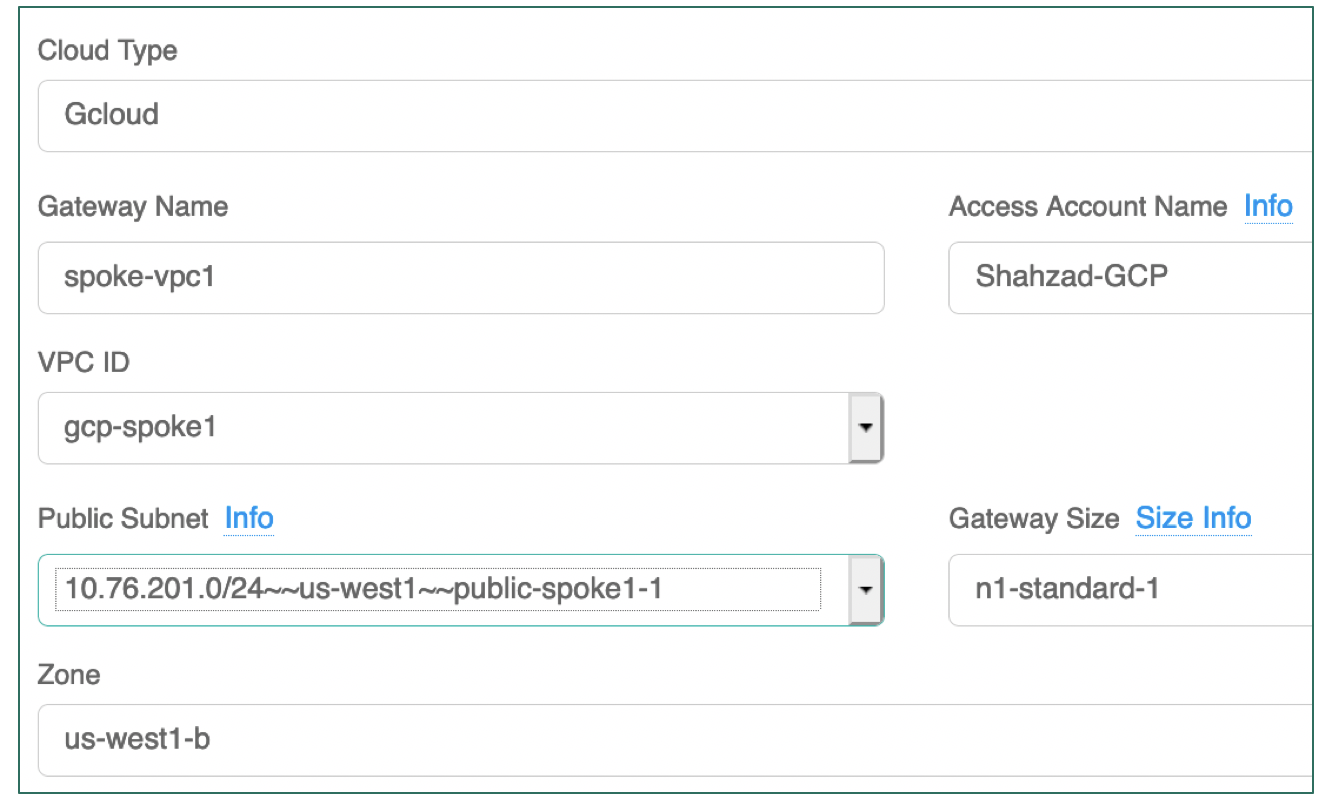 Cloud Type
Gcloud
Gateway Name
Access Account Name Info
spoke-vpc1
Shahzad-GCP
VPC ID
gcp-spoke1
Public Subnet Info
Gateway Size Size Info
10.76.201.0/24~~us-west1~~public-spoke1-1
n1-standard-1
Zone
us-west1-b